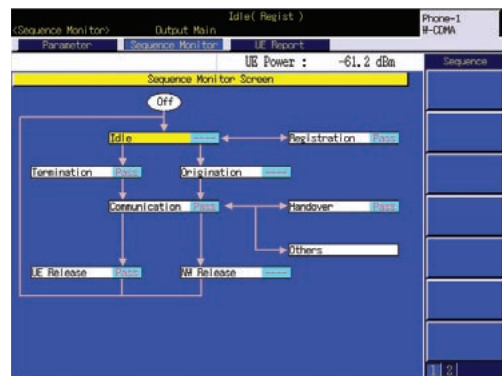 Idle( Regist )
Phone-1
<Sequence Monitor> Output Main
W-CDMA
Parameter Sequence Monitor UE Report
UE Power : -61.2 dBm
Sequence
Sequence Monitor Screen
Off
Idle ---- Registration Pass
Termination Pass Origination ----
Communication Pass Handover Pass
Others
UE Release Pass NW Release ----
1 2